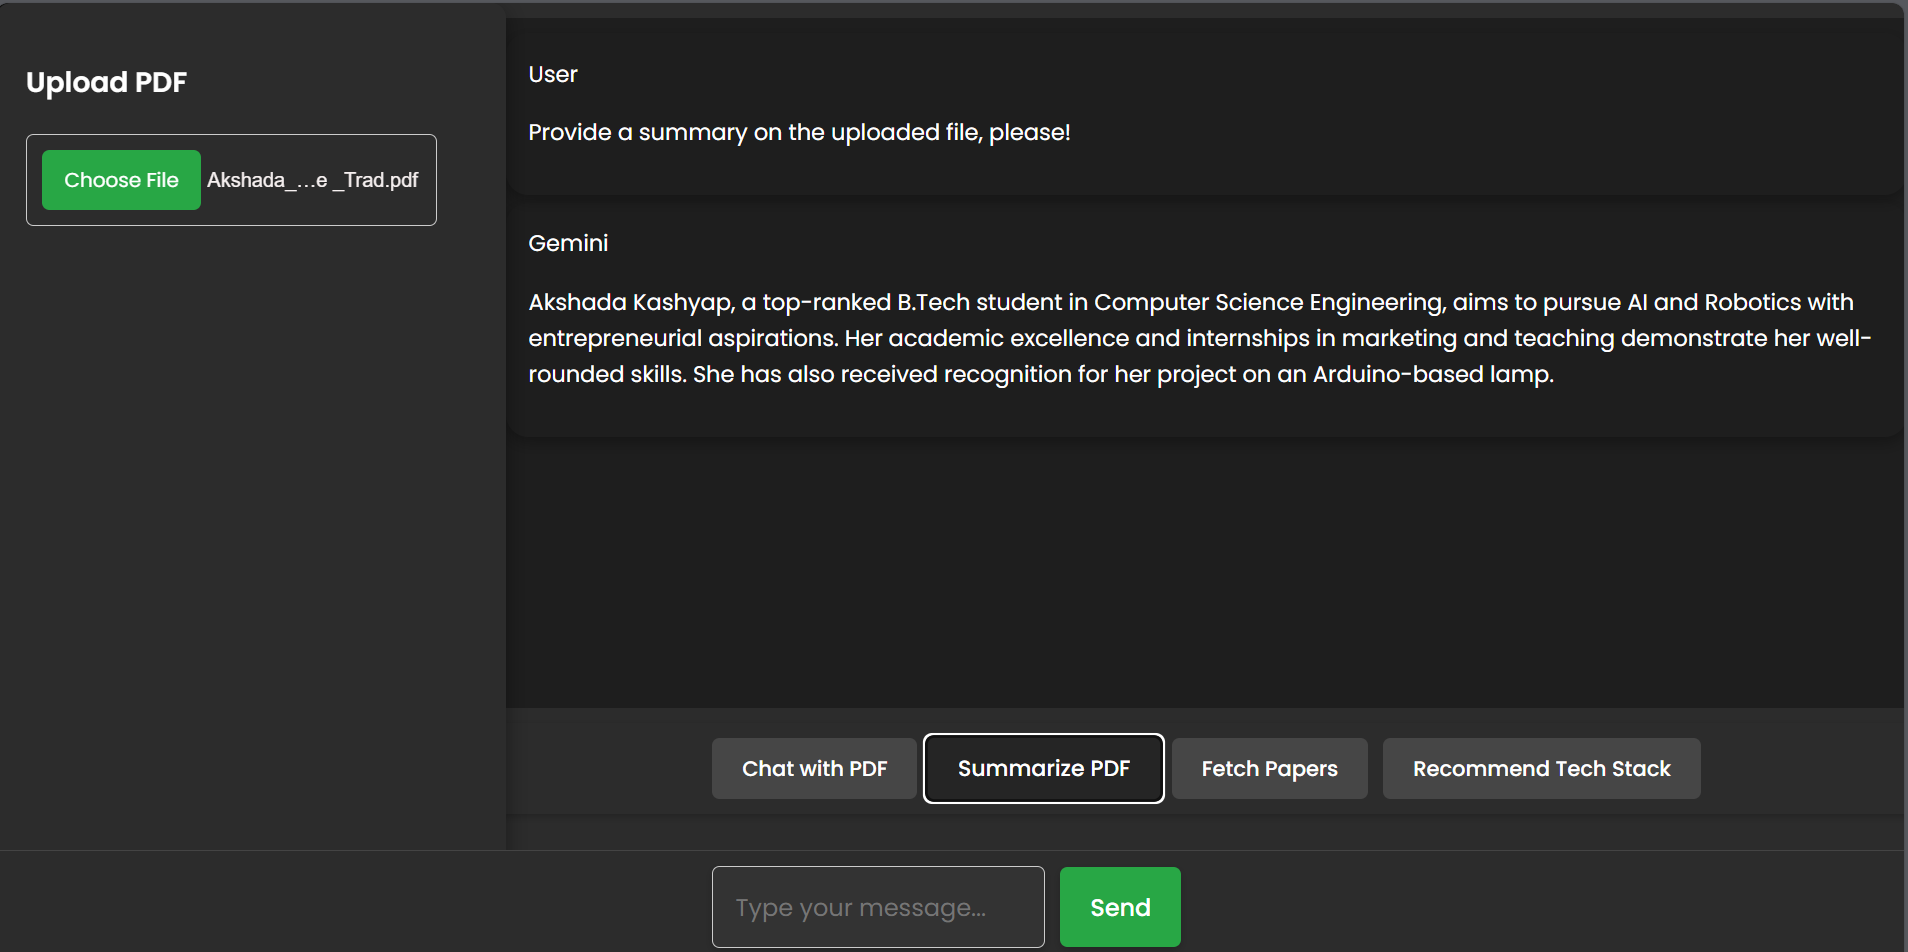 Upload PDF
Choose File Akshada_...e _Trad.pdf
User
Provide a summary on the uploaded file, please!
Gemini
Akshada Kashyap, a top-ranked B.Tech student in Computer Science Engineering, aims to pursue AI and Robotics with
entrepreneurial aspirations. Her academic excellence and internships in marketing and teaching demonstrate her well-
rounded skills. She has also received recognition for her project on an Arduino-based lamp.
Chat with PDF Summarize PDF Fetch Papers Recommend Tech Stack
Type your message... Send